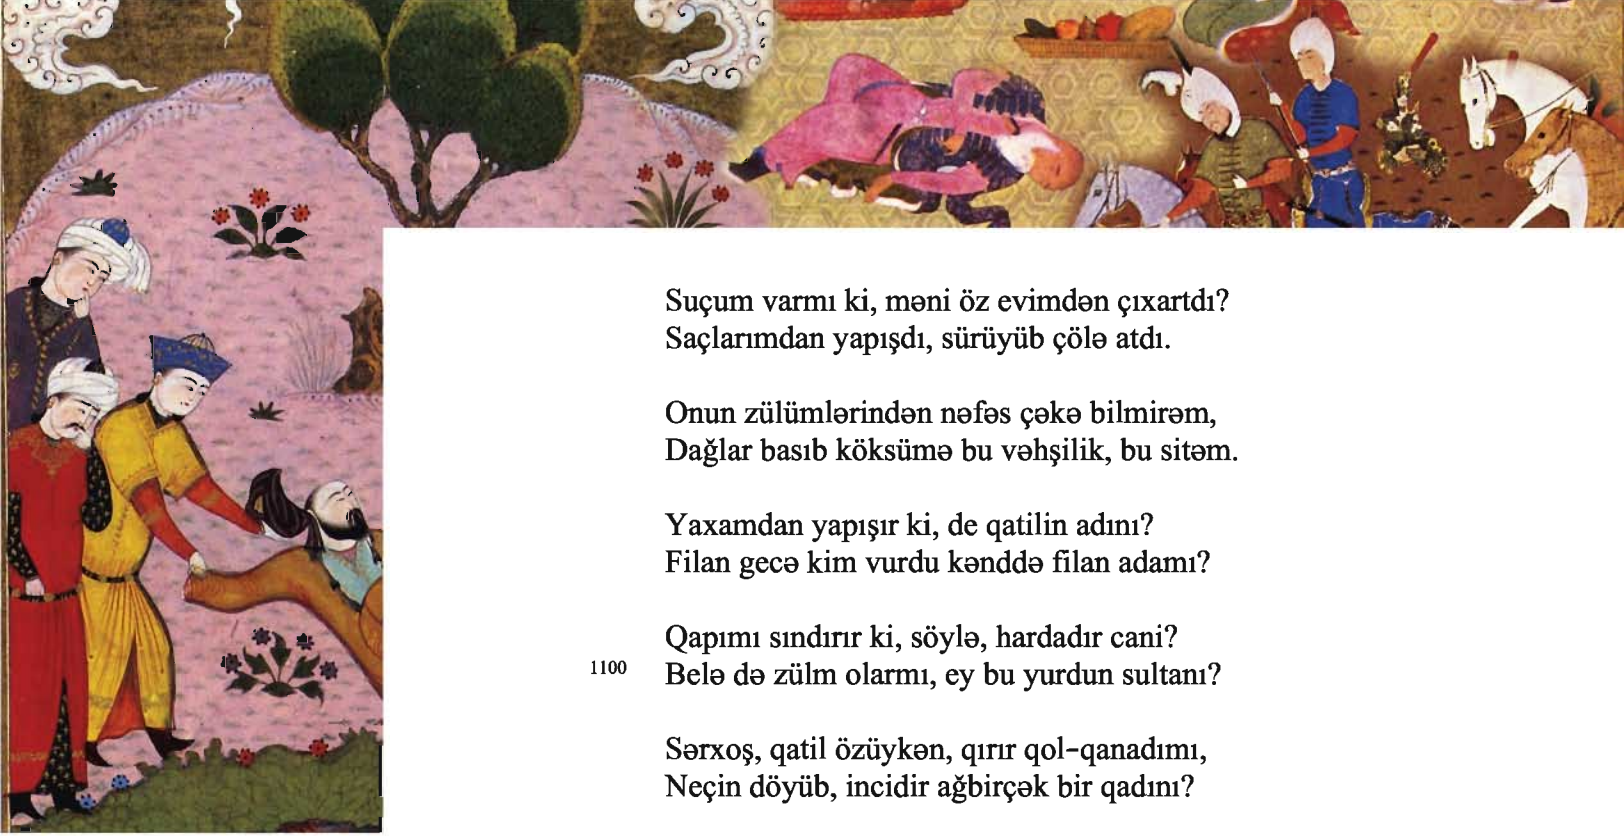 Suçum varmı ki, məni öz evimdən çıxartdı?
Saçlarımdan yapışdı, sürüyüb çölə atdı.
Onun zülümlərindən nəfəs çəkə bilmirəm,
Dağlar basıb köksümə bu vəhşilik, bu sitəm.
Yaxamdan yapışır ki, de qatilin adını?
Filan gecə kim vurdu kənddə filan adamı?
Qapımı sındırır ki, söylə, hardadır cani?
1100 Belə də zülm olarmı, ey bu yurdun sultanı?
Sərxoş, qatil özüykən, qırır qol-qanadımı,
Neçin döyüb, incidir ağbirçək bir qadını?